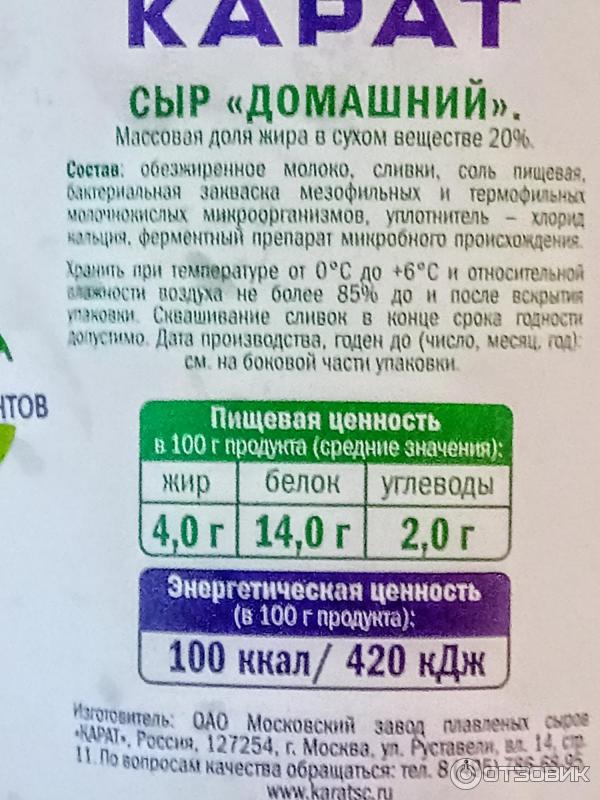 КАРАТ
СЫР «ДОМАШНИЙ».
Массовая доля жира в сухом веществе 20%.
Состав: обезжиренное молоко, сливки, соль пищевая,
бактериальная закваска мезофильных и термофильных
молочнокислых микроорганизмов, уплотнитель – хлорид
кальция, ферментный препарат микробного происхождения.
Хранить при температуре от 0°С до +6°С и относительной
влажности воздуха не более 85% до и после вскрытия
упаковки. Сквашивание сливок в конце срока годности
допустимо. Дата производства, годен до (число, месяц, год):
см. на боковой части упаковки.
А
НТОВ
Пищевая ценность
в 100 г продукта (средние значения):
жир белок углеводы
4,0 г 14,0 г 2,0 г
Энергетическая ценность
(в 100 г продукта):
100 ккал/ 420 кДж
Изготовитель: ОАО Московский завод плавленых сыров
«КАРАТ», Россия, 127254, г. Москва, ул. Руставели, вл. 14, стр.
11. По вопросам качества обращаться: тел.
www.karatsc.ru
ОТЗОВИК